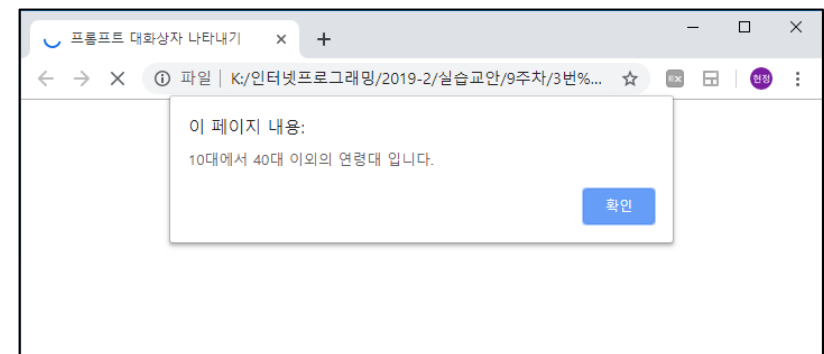 프롬프트 대화상자 나타내기
파일 | K:/인터넷프로그래밍/2019-2/실습교안/9주차/3번%...
현정
이 페이지 내용:
10대에서 40대 이외의 연령대 입니다.
확인